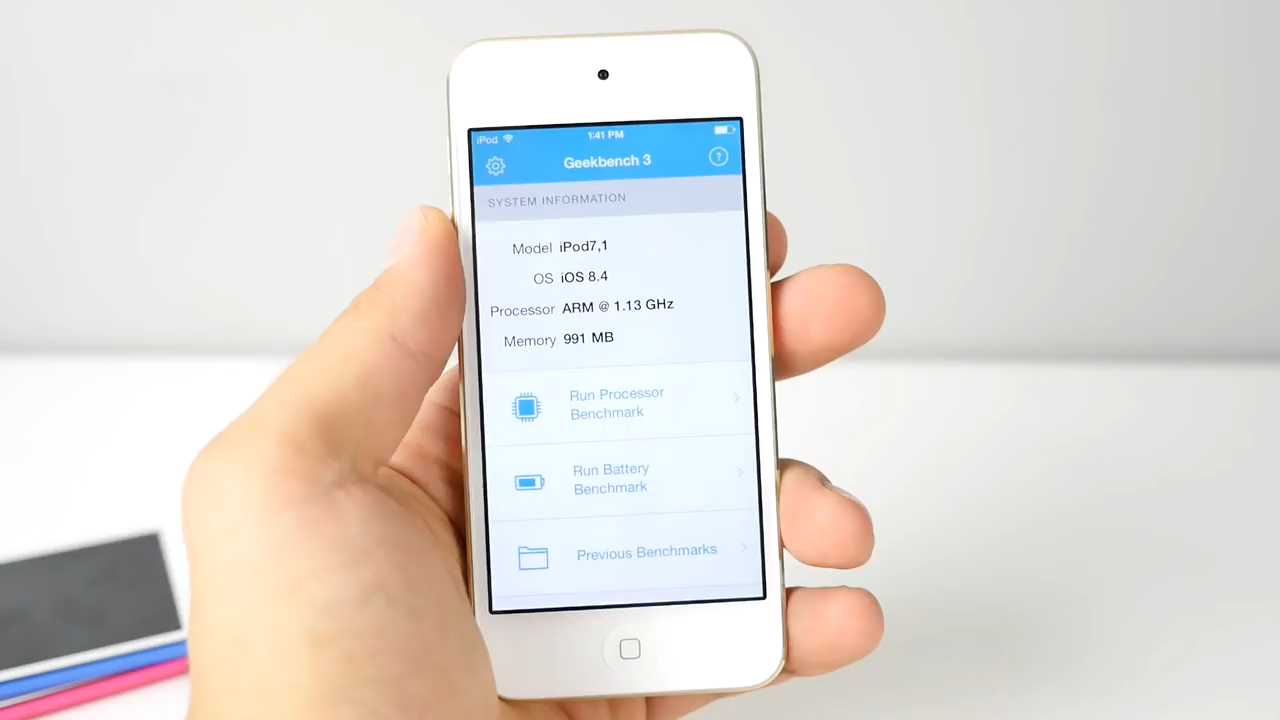 iPod 1:41 PM
Geekbench 3 ?
SYSTEM INFORMATION
Model iPod7,1
OS iOS 8.4
Processor ARM @ 1.13 GHz
Memory 991 MB
Run Processor
Benchmark
Run Battery
Benchmark
Previous Benchmarks